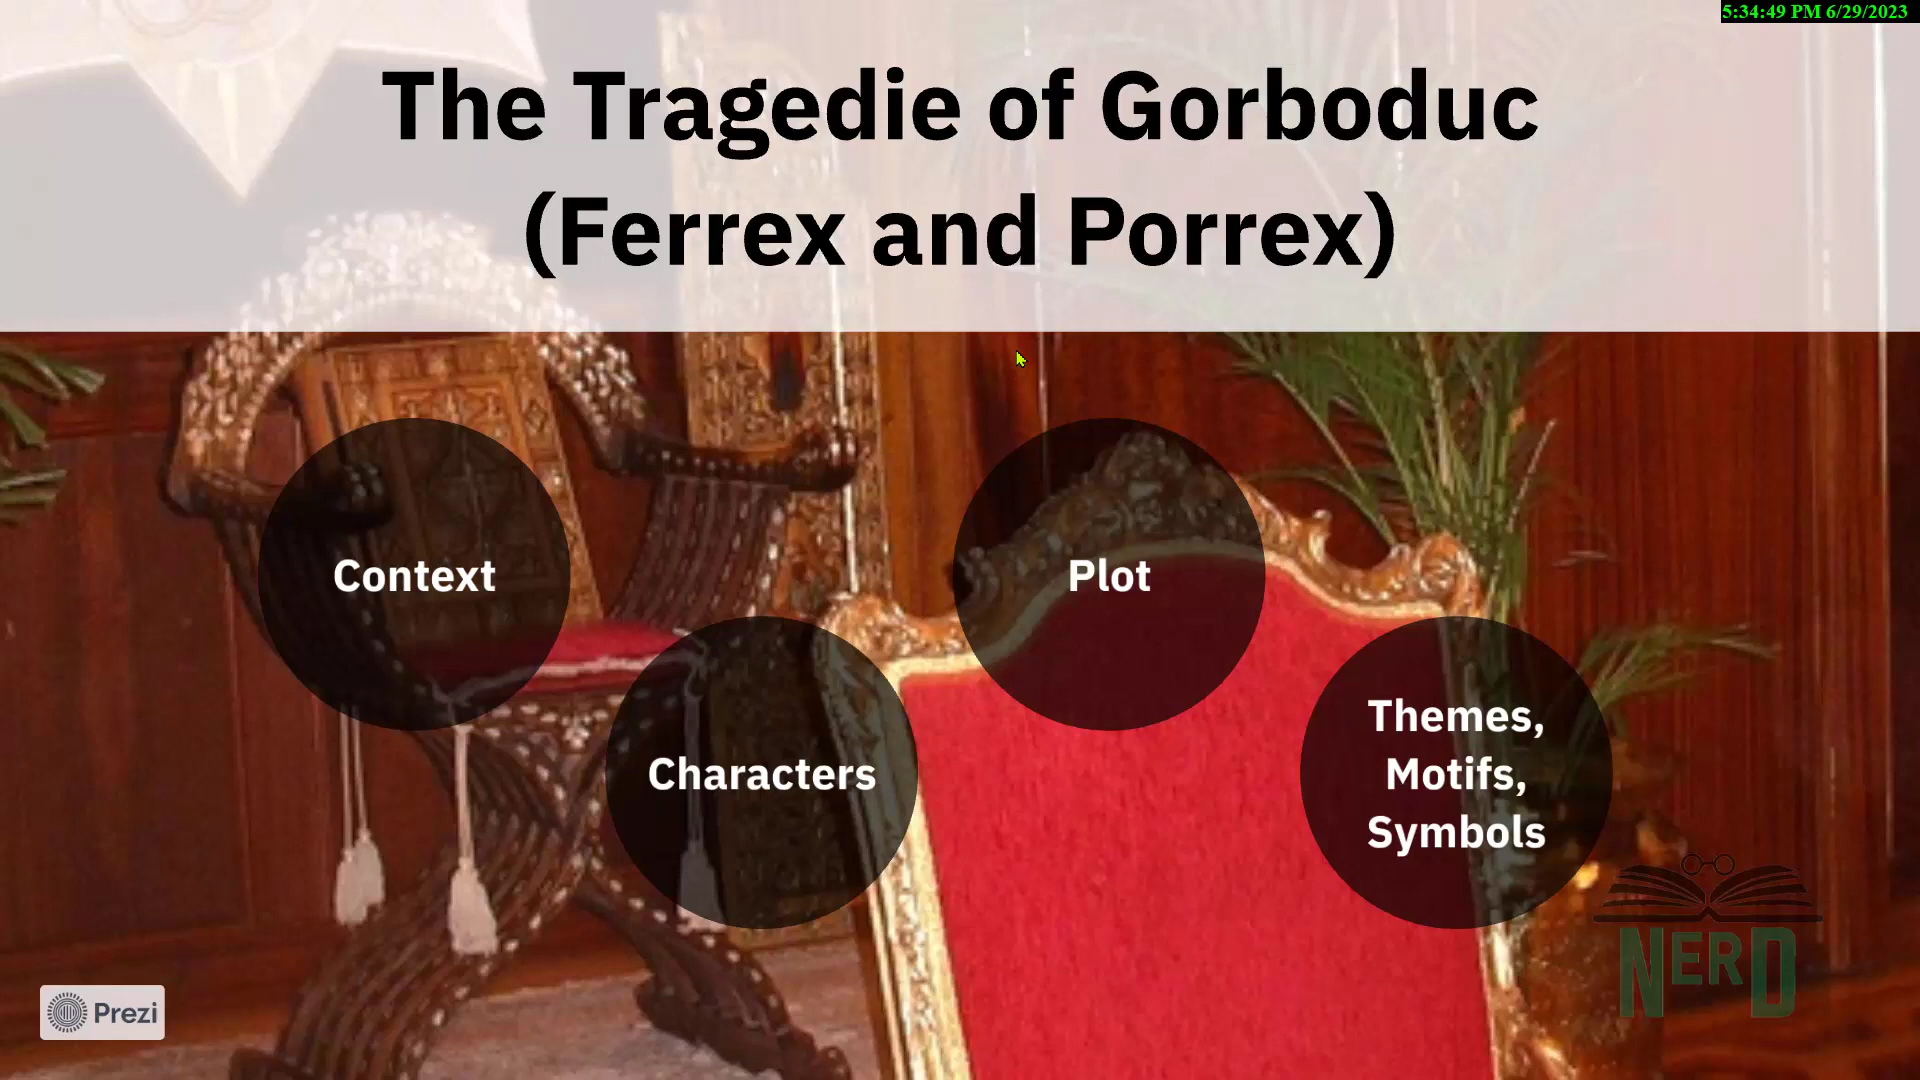 5:34:49 PM 6/29/2023
The Tragedie of Gorboduc
(Ferrex and Porrex)
Context
Plot
Characters
Themes,
Motifs,
Symbols
NerD
Prezi